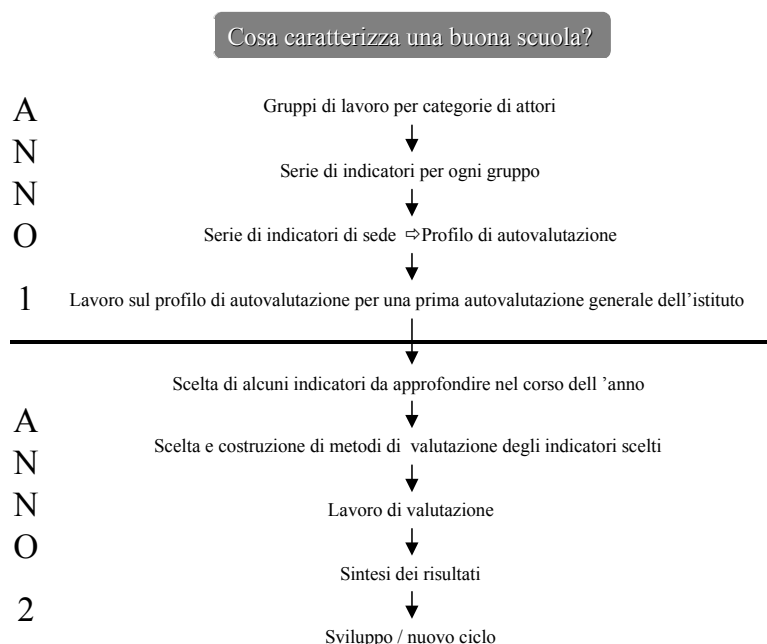 Cosa caratterizza una buona scuola?
ANNO 1
Gruppi di lavoro per categorie di attori
Serie di indicatori per ogni gruppo
Serie di indicatori di sede ⇨Profilo di autovalutazione
Lavoro sul profilo di autovalutazione per una prima autovalutazione generale dell'istituto
ANNO 2
Scelta di alcuni indicatori da approfondire nel corso dell 'anno
Scelta e costruzione di metodi di valutazione degli indicatori scelti
Lavoro di valutazione
Sintesi dei risultati
Sviluppo / nuovo ciclo